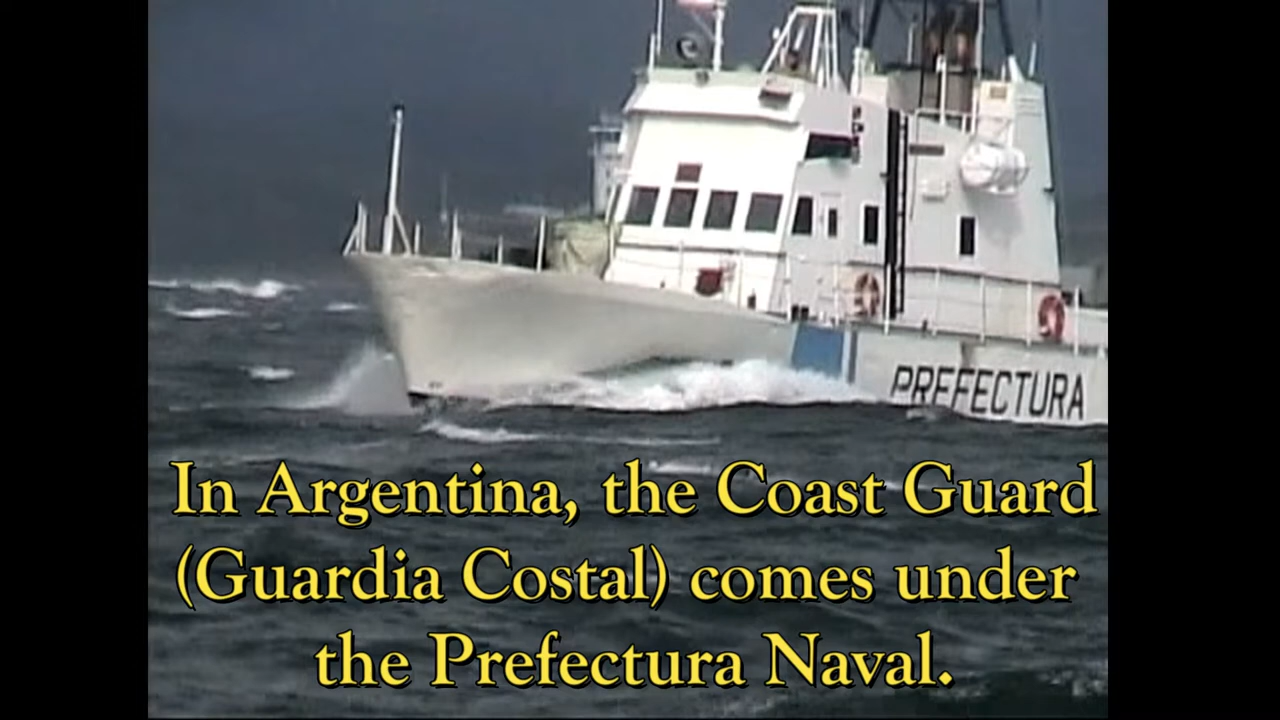 PREFECTURA
In Argentina, the Coast Guard
(Guardia Costal) comes under
the Prefectura Naval.